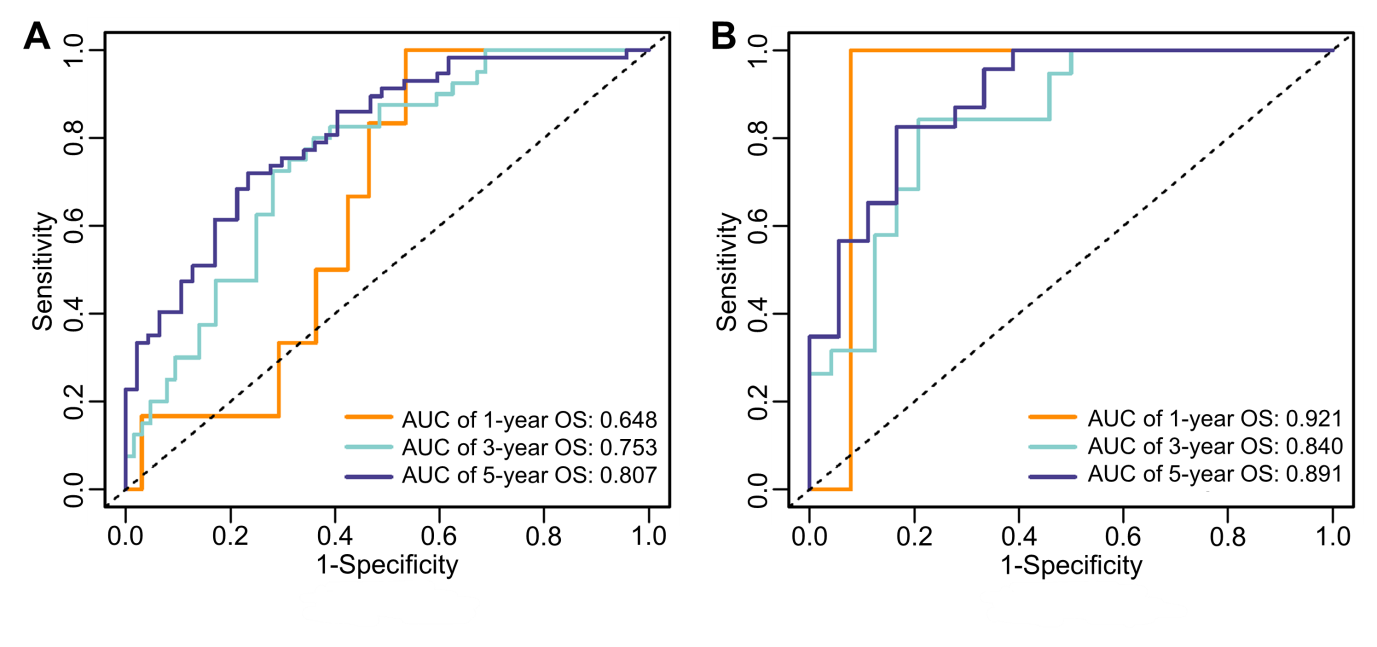 A
Sensitivity
1.0
0.8
0.6
0.4
0.2
0.0
AUC of 1-year OS: 0.648
AUC of 3-year OS: 0.753
AUC of 5-year OS: 0.807
0.0 0.2 0.4 0.6 0.8 1.0
1-Specificity
B
Sensitivity
1.0
0.8
0.6
0.4
0.2
0.0
AUC of 1-year OS: 0.921
AUC of 3-year OS: 0.840
AUC of 5-year OS: 0.891
0.0 0.2 0.4 0.6 0.8 1.0
1-Specificity